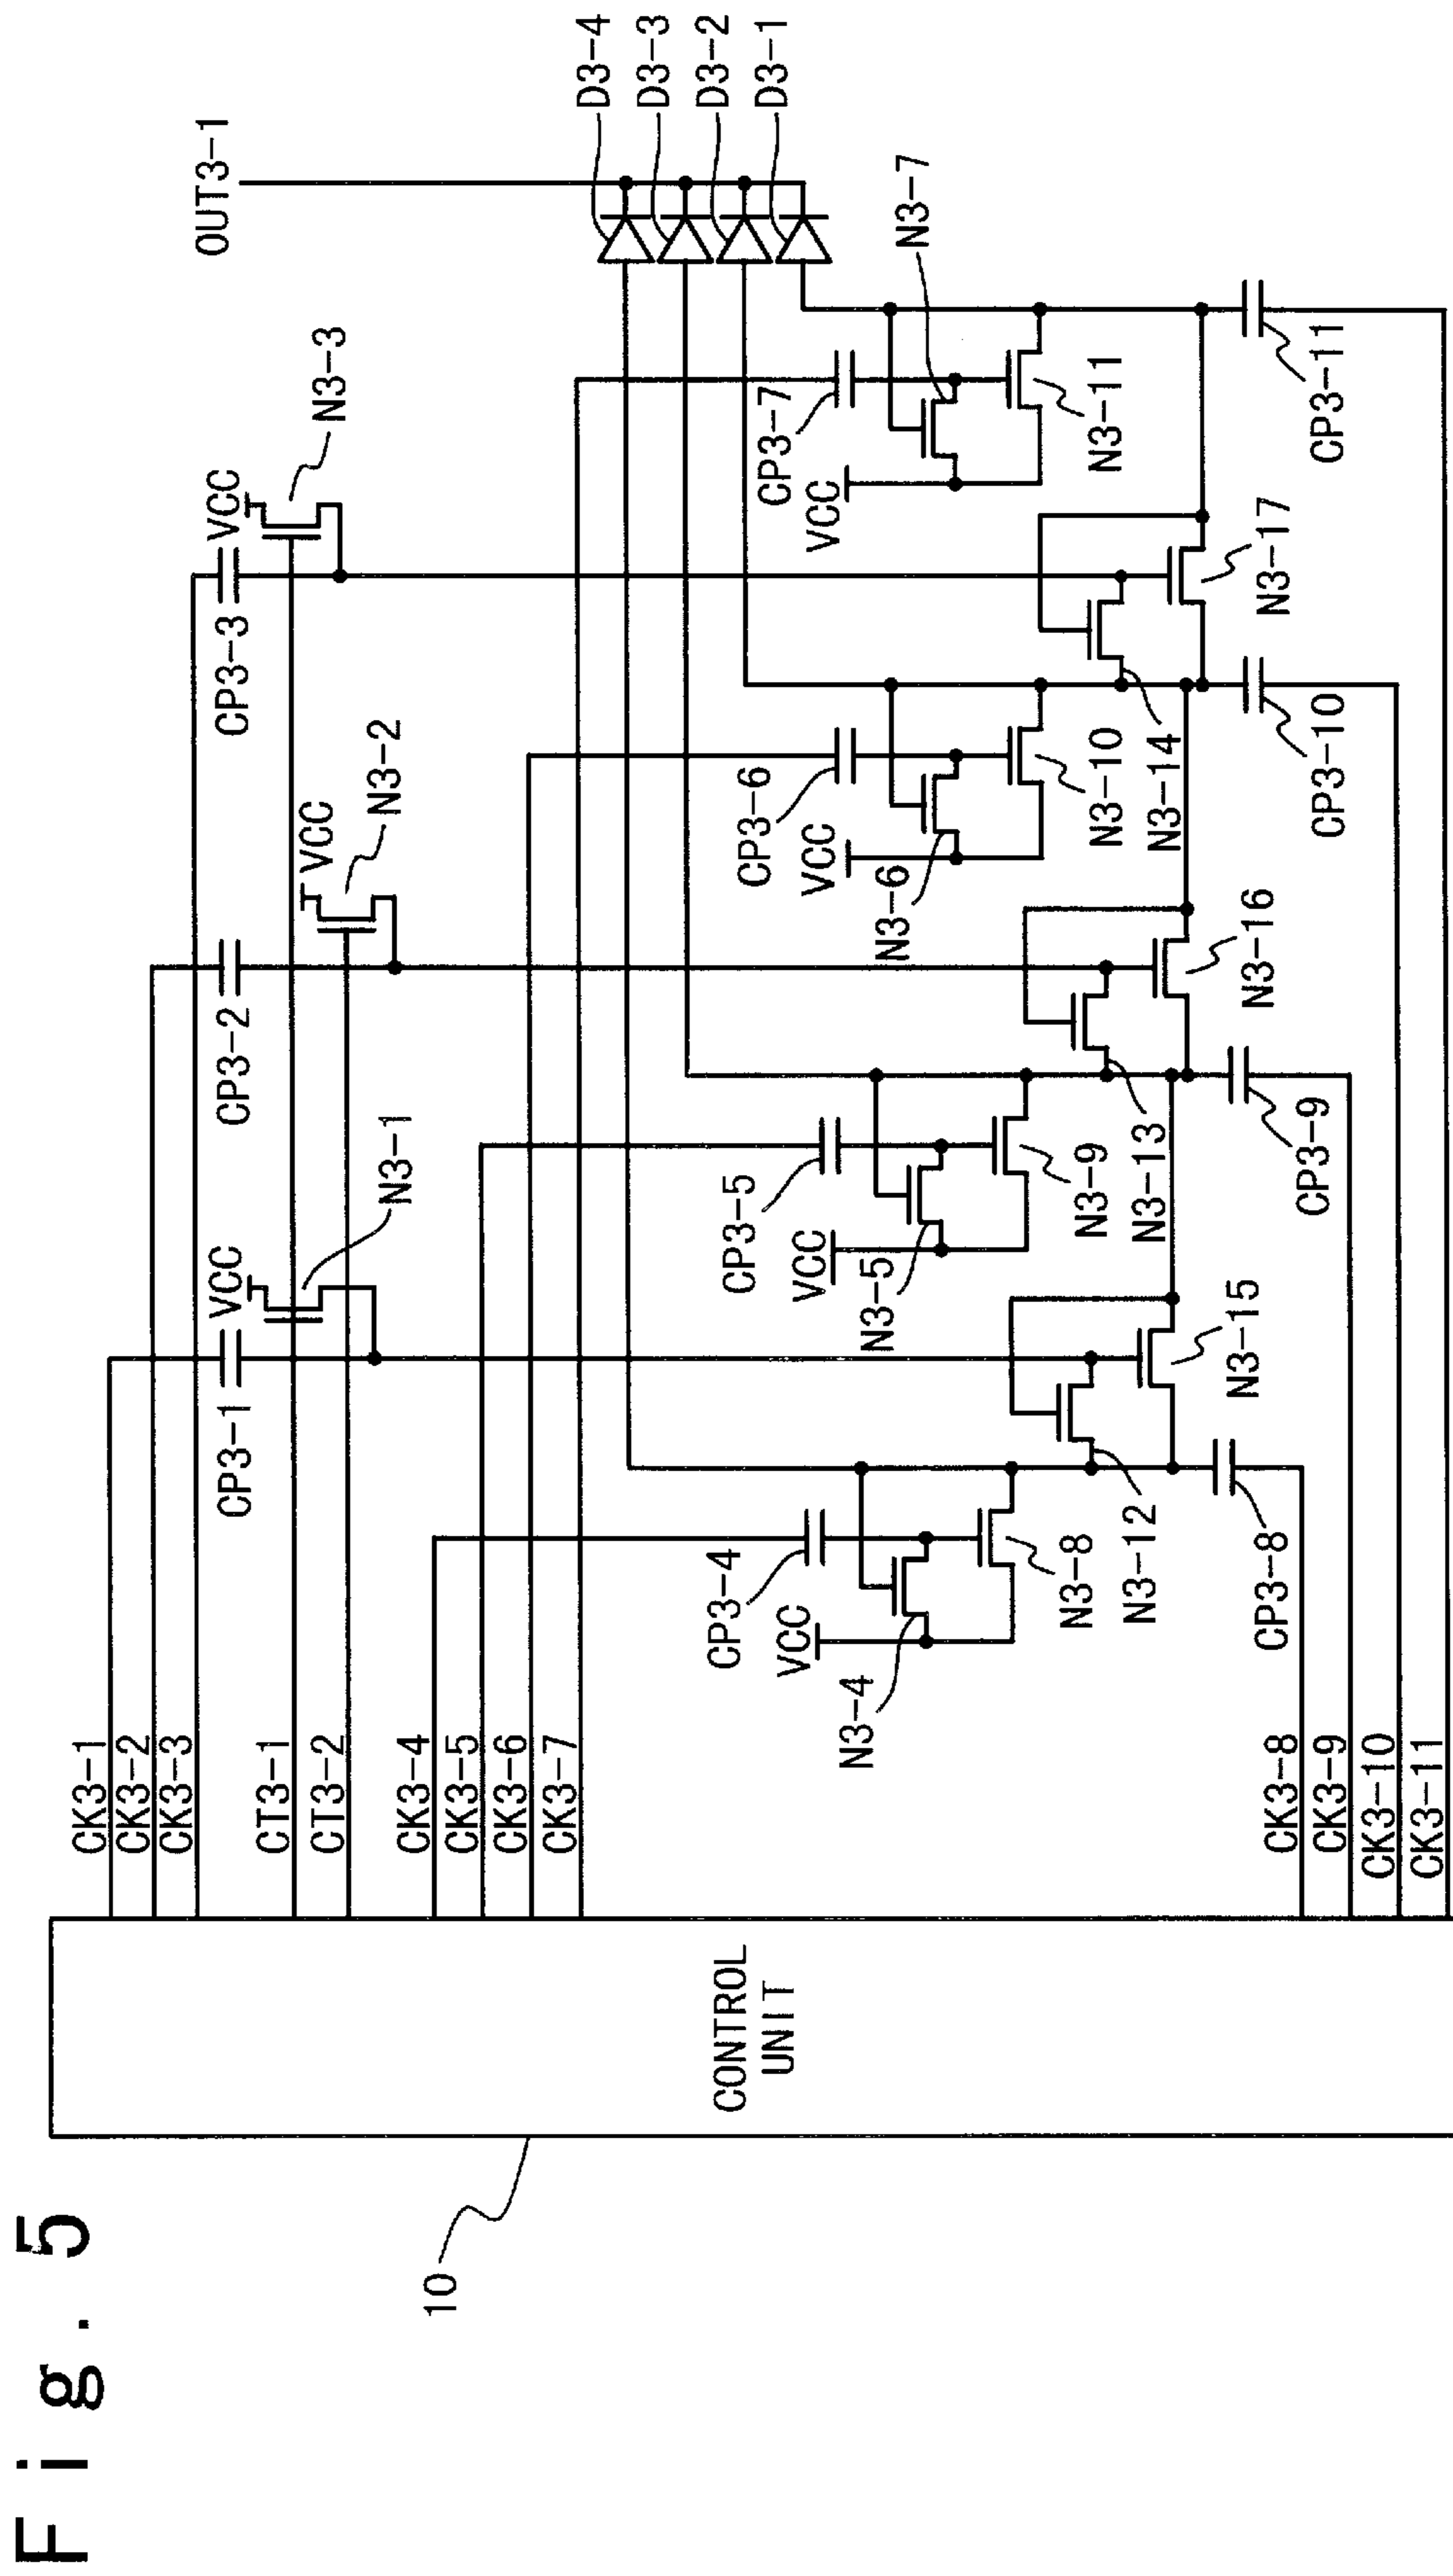 Fig. 5
10
CONTROL
UNIT
CK3-1
CK3-2
CK3-3
CT3-1
CT3-2
CK3-4
CK3-5
CK3-6
CK3-7
CK3-8
CK3-9
CK3-10
CK3-11
CP3-1
VCC
N3-1
CP3-2
VCC
N3-2
CP3-3
VCC
N3-3
OUT3-1
D3-4
D3-3
D3-2
D3-1
CP3-4
VCC
N3-4
N3-8
N3-12
CP3-8
N3-15
CP3-5
VCC
N3-5
N3-9
N3-13
CP3-9
N3-16
CP3-6
VCC
N3-6
N3-10
N3-14
CP3-10
N3-17
CP3-7
VCC
N3-7
N3-11
CP3-11